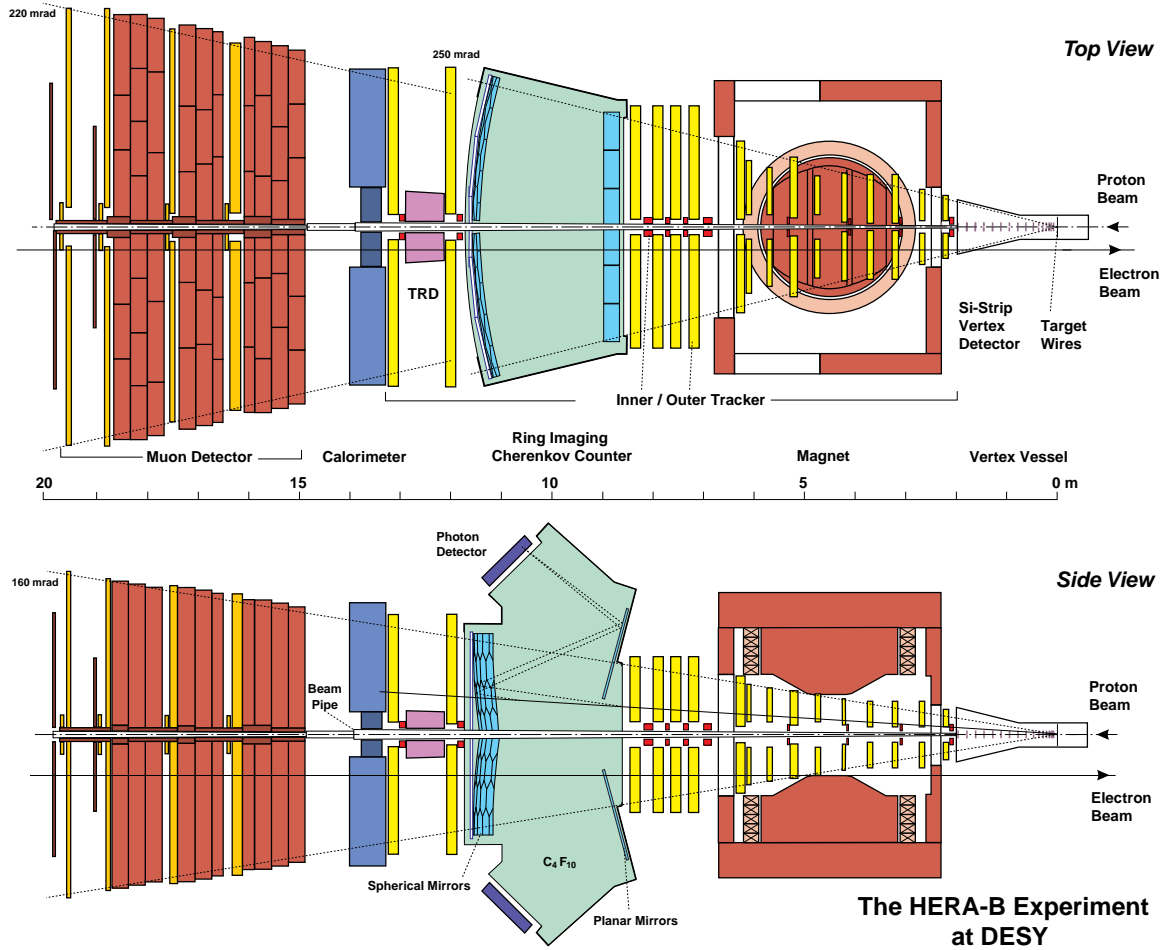 220 mrad
250 mrad
Top View
Proton
Beam
Electron
Beam
TRD
Si-Strip
Vertex
Detector
Target
Wires
Inner / Outer Tracker
Muon Detector
Calorimeter
Ring Imaging
Cherenkov Counter
Magnet
Vertex Vessel
20
15
10
5
0 m
Photon
Detector
160 mrad
Side View
Beam
Pipe
Proton
Beam
Electron
Beam
C4 F10
Spherical Mirrors
Planar Mirrors
The HERA-B Experiment
at DESY